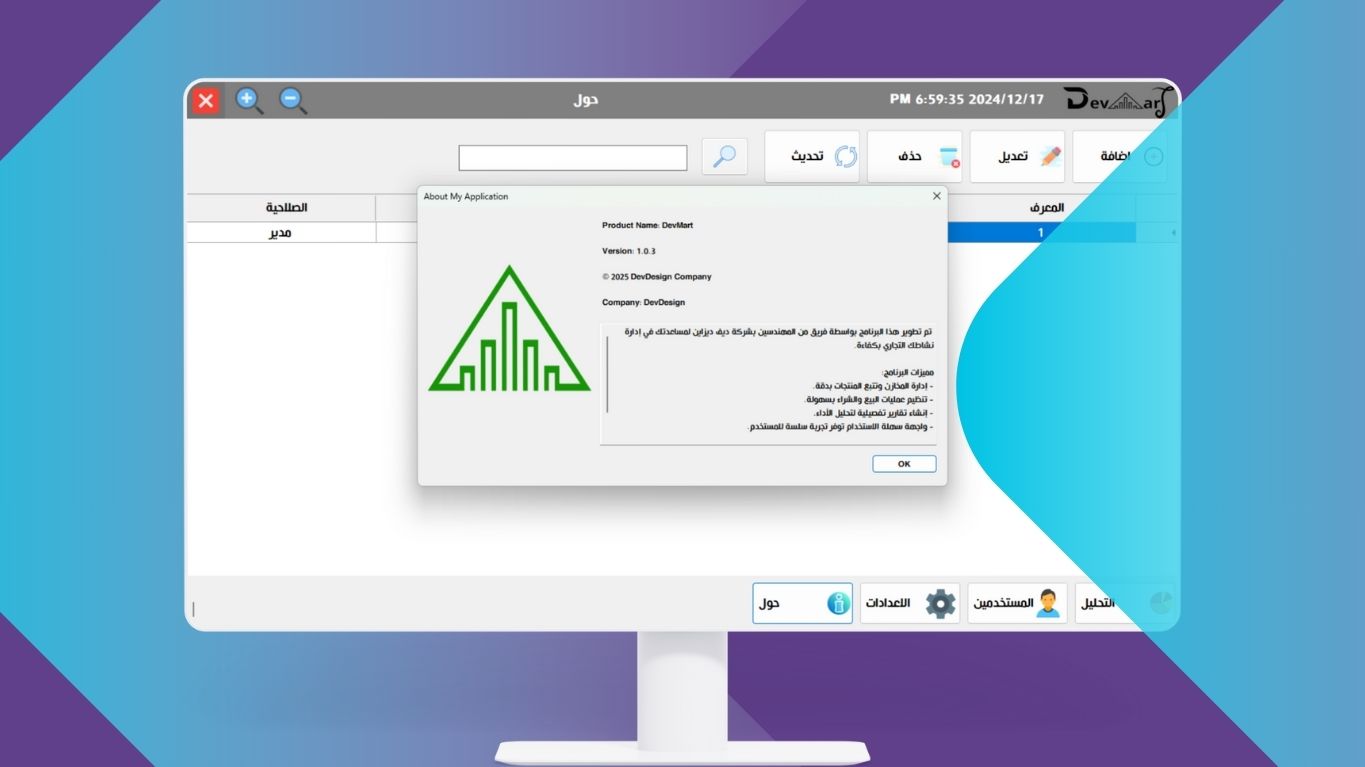 DevMart
PM 6:59:35 2024/12/17
حول
إضافة
تعديل
حذف
تحديث
المعرف
الصلاحية
1
مدير
About My Application
Product Name: DevMart
Version: 1.0.3
© 2025 DevDesign Company
Company: DevDesign
تم تطوير هذا البرنامج بواسطة فريق من المهندسين بشركة ديف ديزاين لمساعدتك في إدارة
نشاطك التجاري بكفاءة.
مميزات البرنامج:
- إدارة المخازن وتتبع المنتجات بدقة.
- تنظيم عمليات البيع والشراء بسهولة.
- إنشاء تقارير تفصيلية لتحليل الأداء.
- واجهة سهلة الاستخدام توفر تجربة سلسة للمستخدم.
OK
التحليل
المستخدمين
الاعدادات
حول